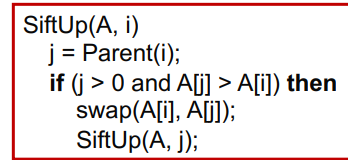 SiftUp(A, i)
j = Parent(i);
if (j > 0 and A[j] > A[i]) then
swap(A[i], A[j]);
SiftUp(A, j);